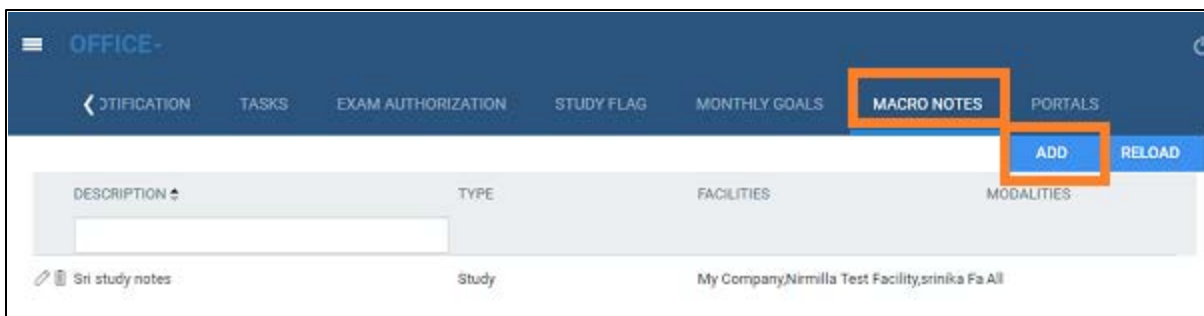 OFFICE-
OTIFICATION TASKS EXAM AUTHORIZATION STUDY FLAG MONTHLY GOALS MACRO NOTES PORTALS
ADD RELOAD
DESCRIPTION TYPE FACILITIES MODALITIES
Sri study notes Study My Company,Nirmilla Test Facility,srinika Fa All